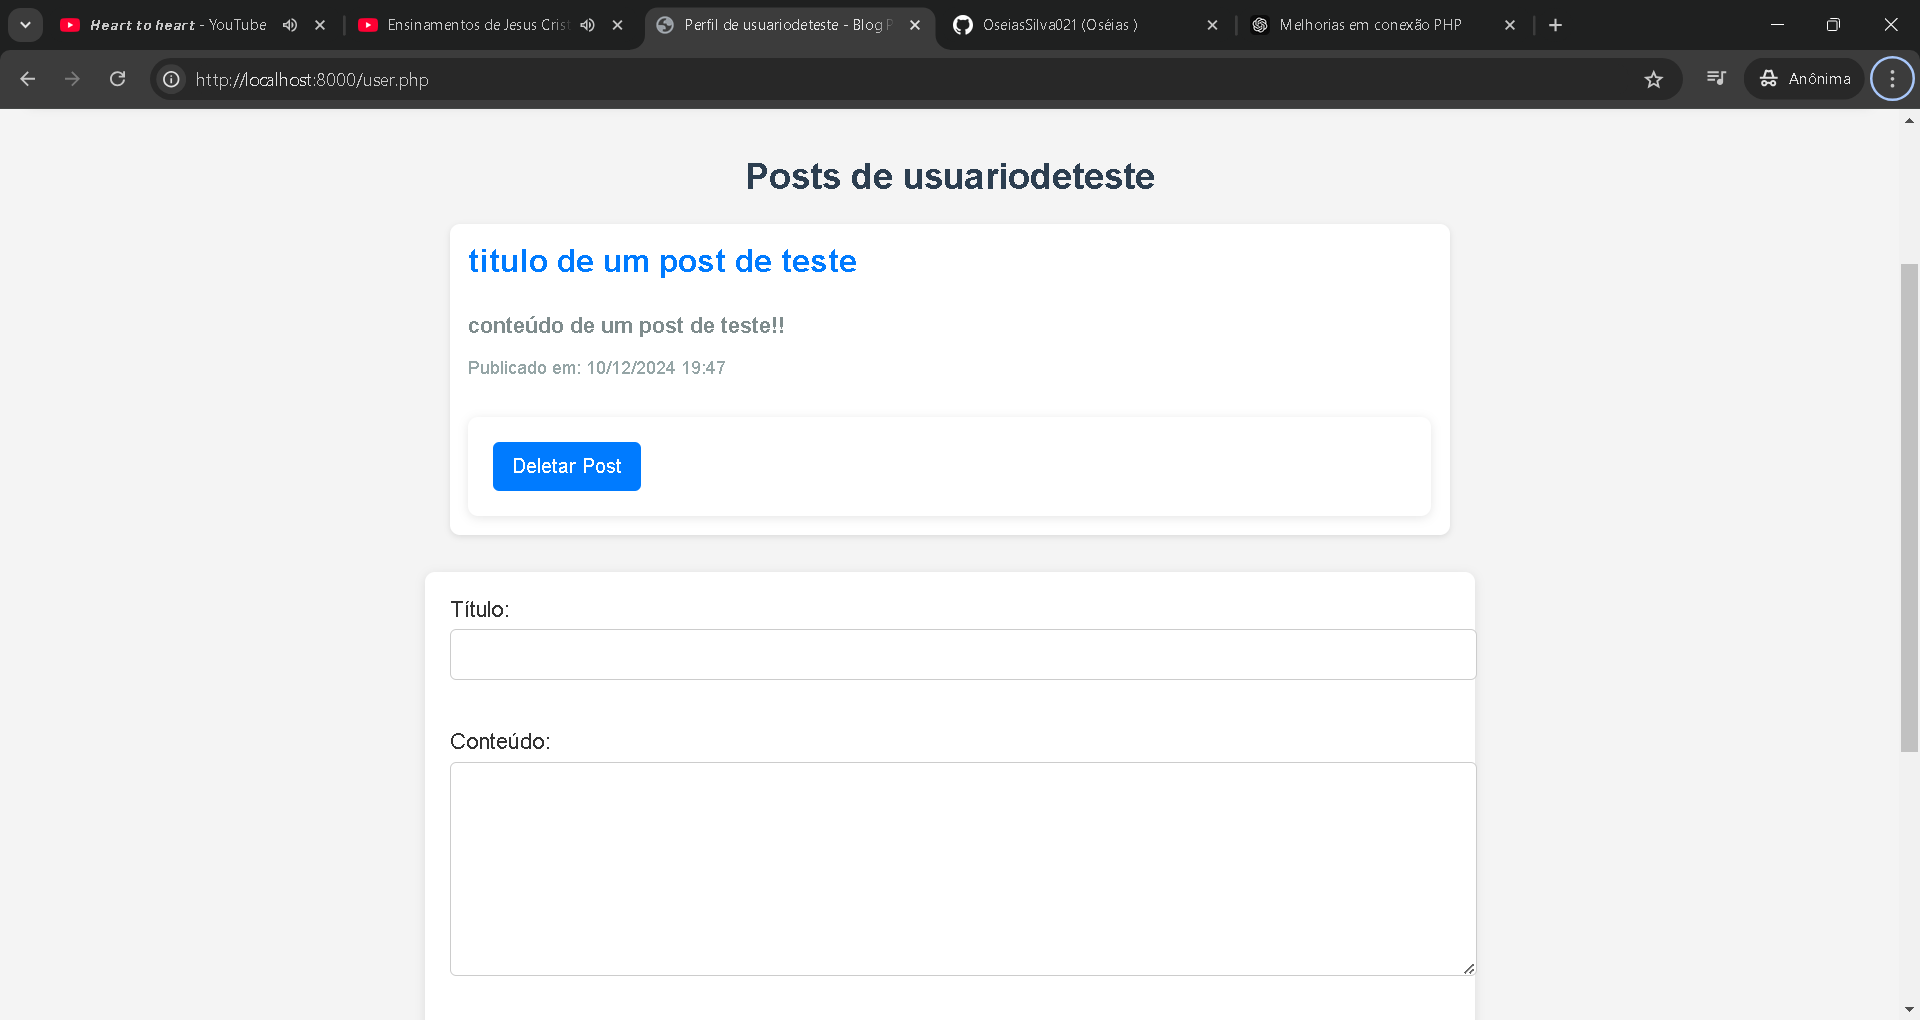 Heart to heart - YouTube
Ensinamentos de Jesus Crist
Perfil de usuariodeteste - Blog P
OseiasSilva021 (Oséias )
Melhorias em conexão PHP
http://localhost:8000/user.php
Anônima
Posts de usuariodeteste
titulo de um post de teste
conteúdo de um post de teste!!
Publicado em: 10/12/2024 19:47
Deletar Post
Título:
Conteúdo: